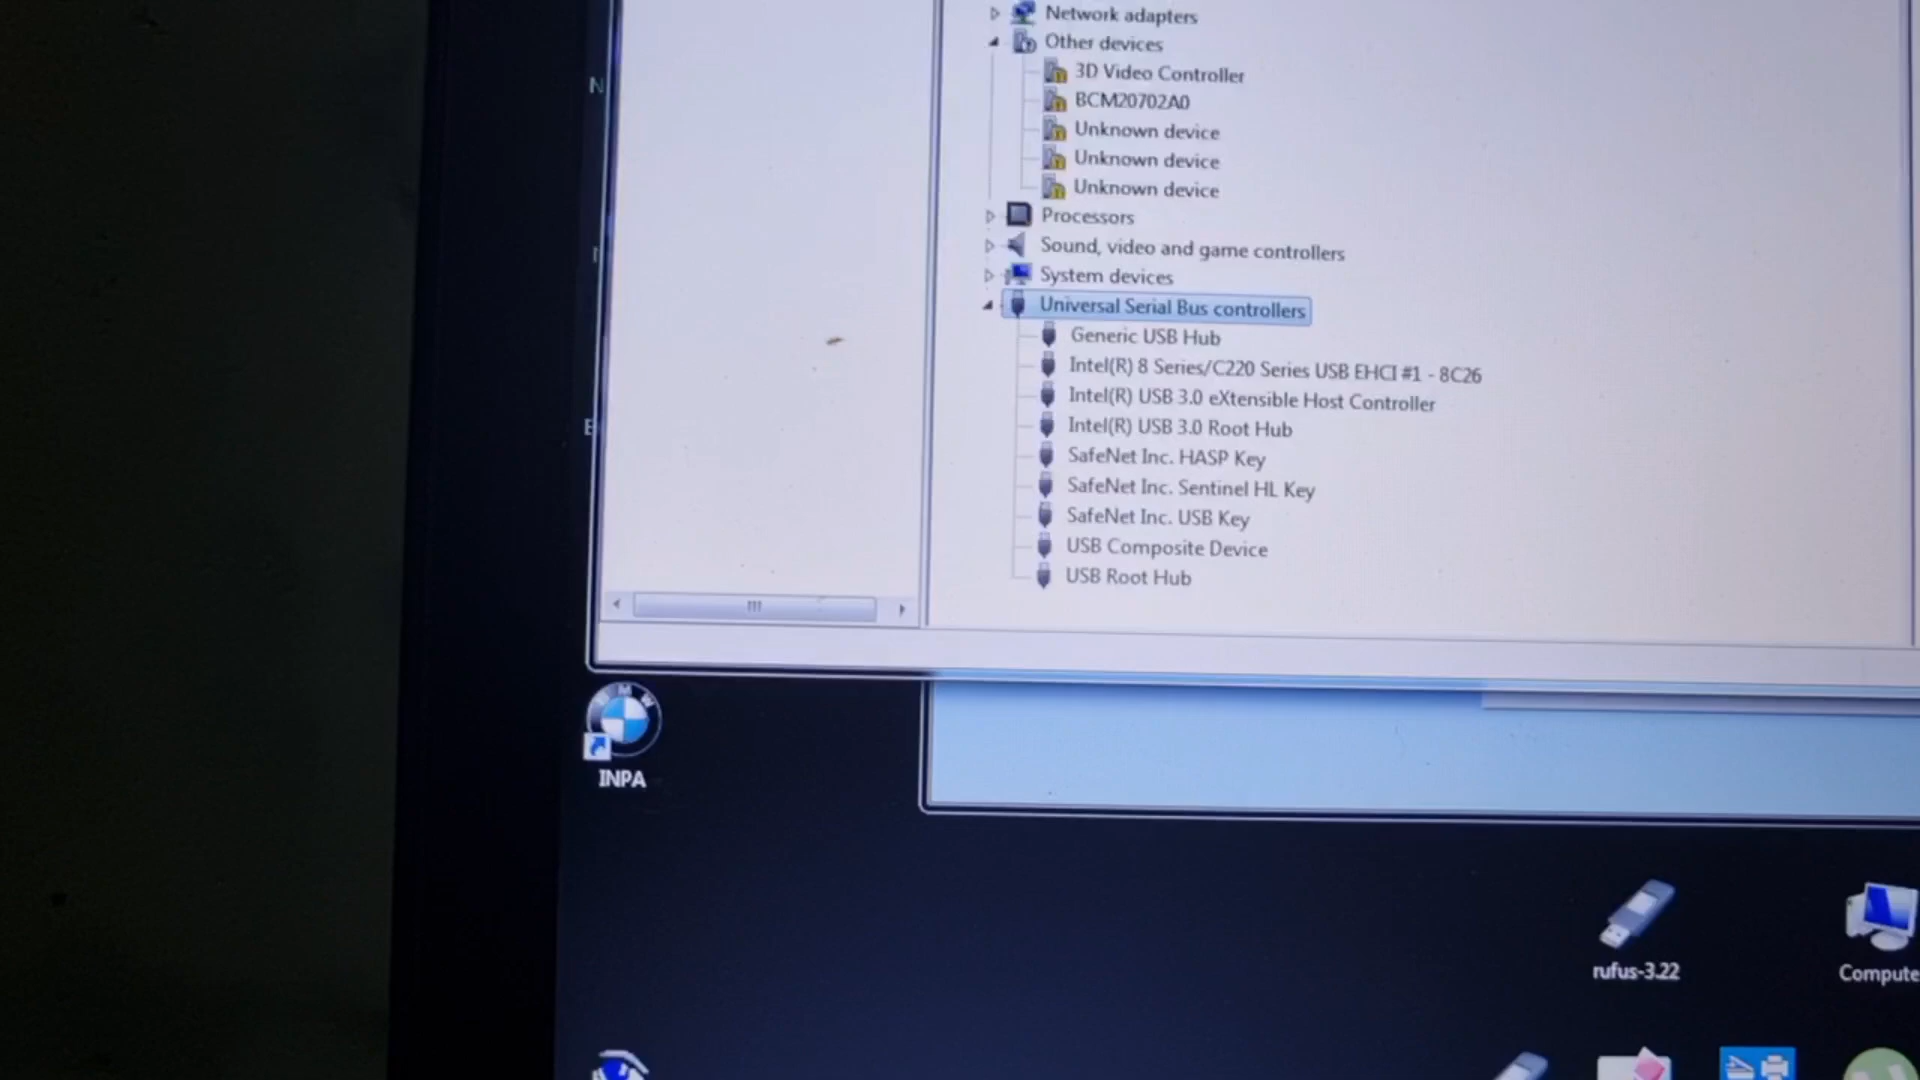 Network adapters
Other devices
3D Video Controller
BCM20702A0
Unknown device
Unknown device
Unknown device
Processors
Sound, video and game controllers
System devices
Universal Serial Bus controllers
Generic USB Hub
Intel(R) 8 Series/C220 Series USB EHCI #1 - 8C26
Intel(R) USB 3.0 eXtensible Host Controller
Intel(R) USB 3.0 Root Hub
SafeNet Inc. HASP Key
SafeNet Inc. Sentinel HL Key
SafeNet Inc. USB Key
USB Composite Device
USB Root Hub
N
E
BMW
INPA
rufus-3.22
Compute